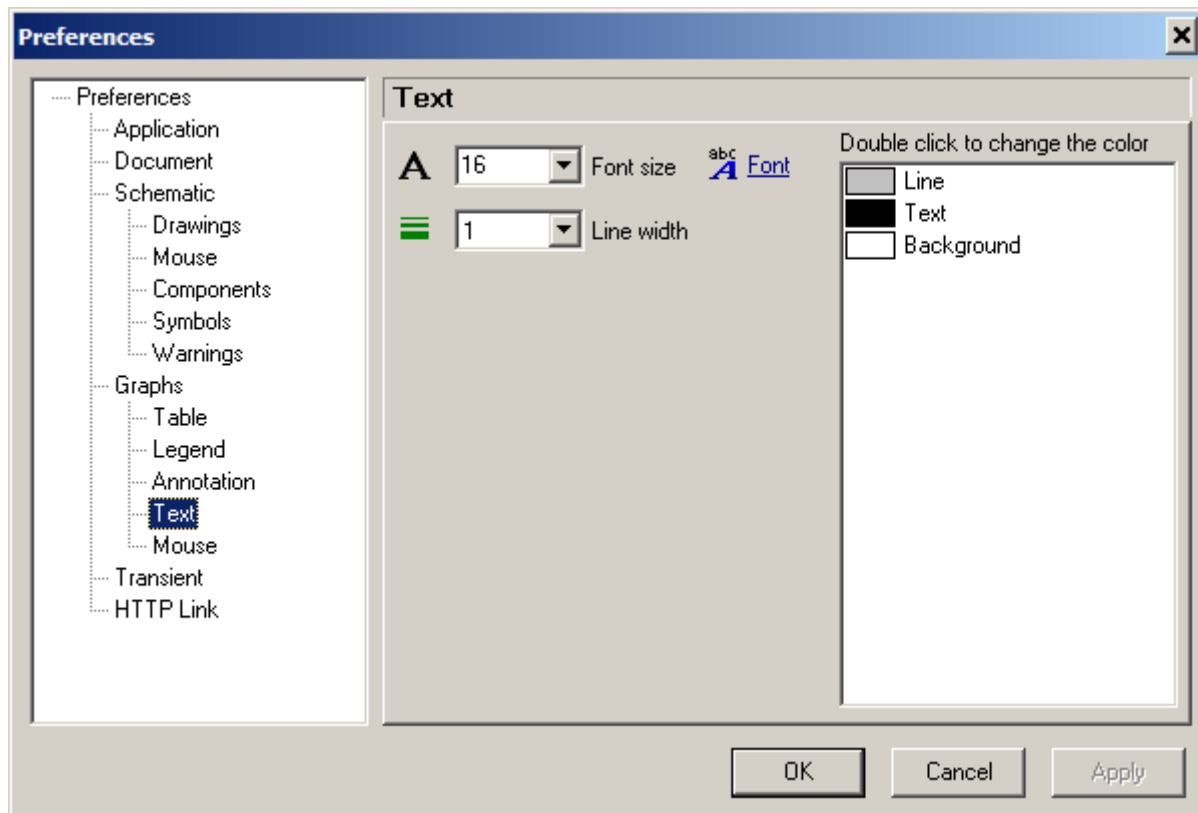 Preferences
Preferences
Application
Document
Schematic
Drawings
Mouse
Components
Symbols
Warnings
Graphs
Table
Legend
Annotation
Text
Mouse
Transient
HTTP Link
Text
A 16 Font size abc A Font
1 Line width
Double click to change the color
Line
Text
Background
OK Cancel Apply